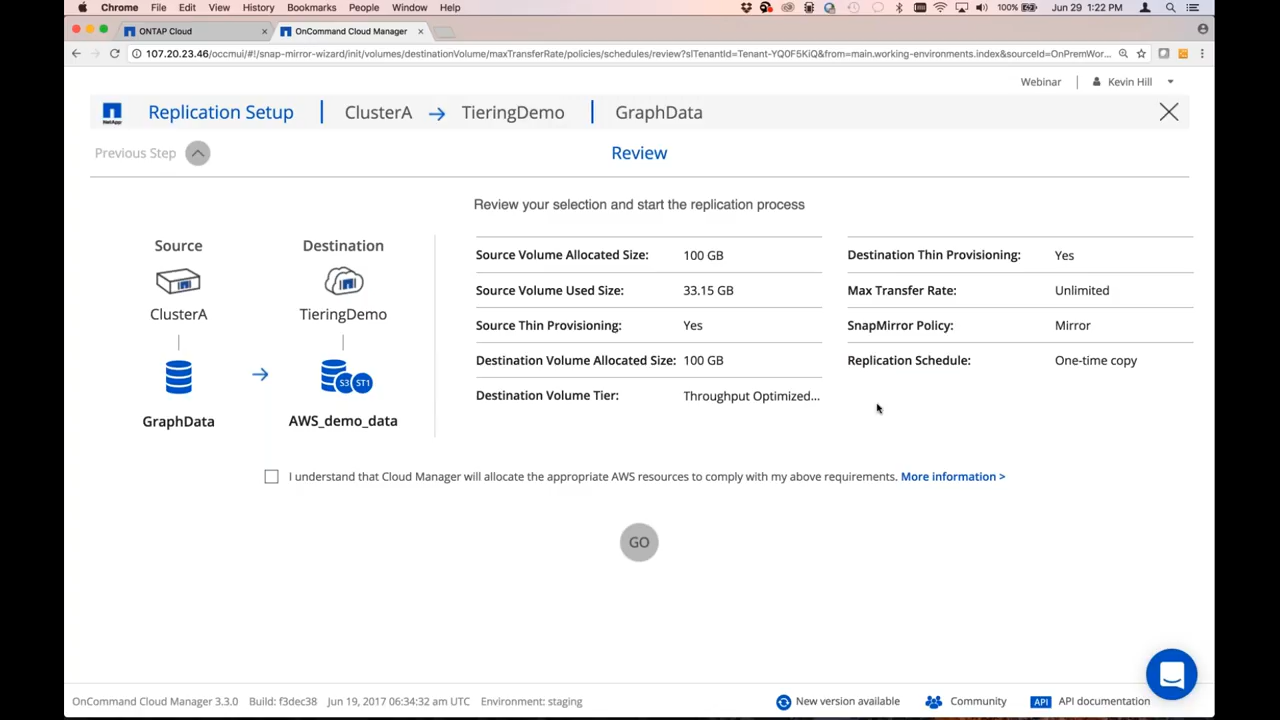 Chrome File Edit View History Bookmarks People Window Help 100% Jun 29 1:22 PM
ONTAP Cloud × OnCommand Cloud Manager ×
107.20.23.46/occmui/#!/snap-mirror-wizard/init/volumes/destinationVolume/maxTransferRate/policies/schedules/review?slTenantId=Tenant-YQ0F5KiQ&from=main.working-environments.index&sourceId=OnPremWor...
Webinar | Kevin Hill
NetApp Replication Setup | ClusterA → TieringDemo | GraphData
Previous Step Review
Review your selection and start the replication process
Source Destination
ClusterA TieringDemo
S3 ST1
GraphData AWS_demo_data
Source Volume Allocated Size: 100 GB
Source Volume Used Size: 33.15 GB
Source Thin Provisioning: Yes
Destination Volume Allocated Size: 100 GB
Destination Volume Tier: Throughput Optimized...
Destination Thin Provisioning: Yes
Max Transfer Rate: Unlimited
SnapMirror Policy: Mirror
Replication Schedule: One-time copy
I understand that Cloud Manager will allocate the appropriate AWS resources to comply with my above requirements. More information >
GO
OnCommand Cloud Manager 3.3.0 Build: f3dec38 Jun 19, 2017 06:34:32 am UTC Environment: staging New version available Community API API documentation